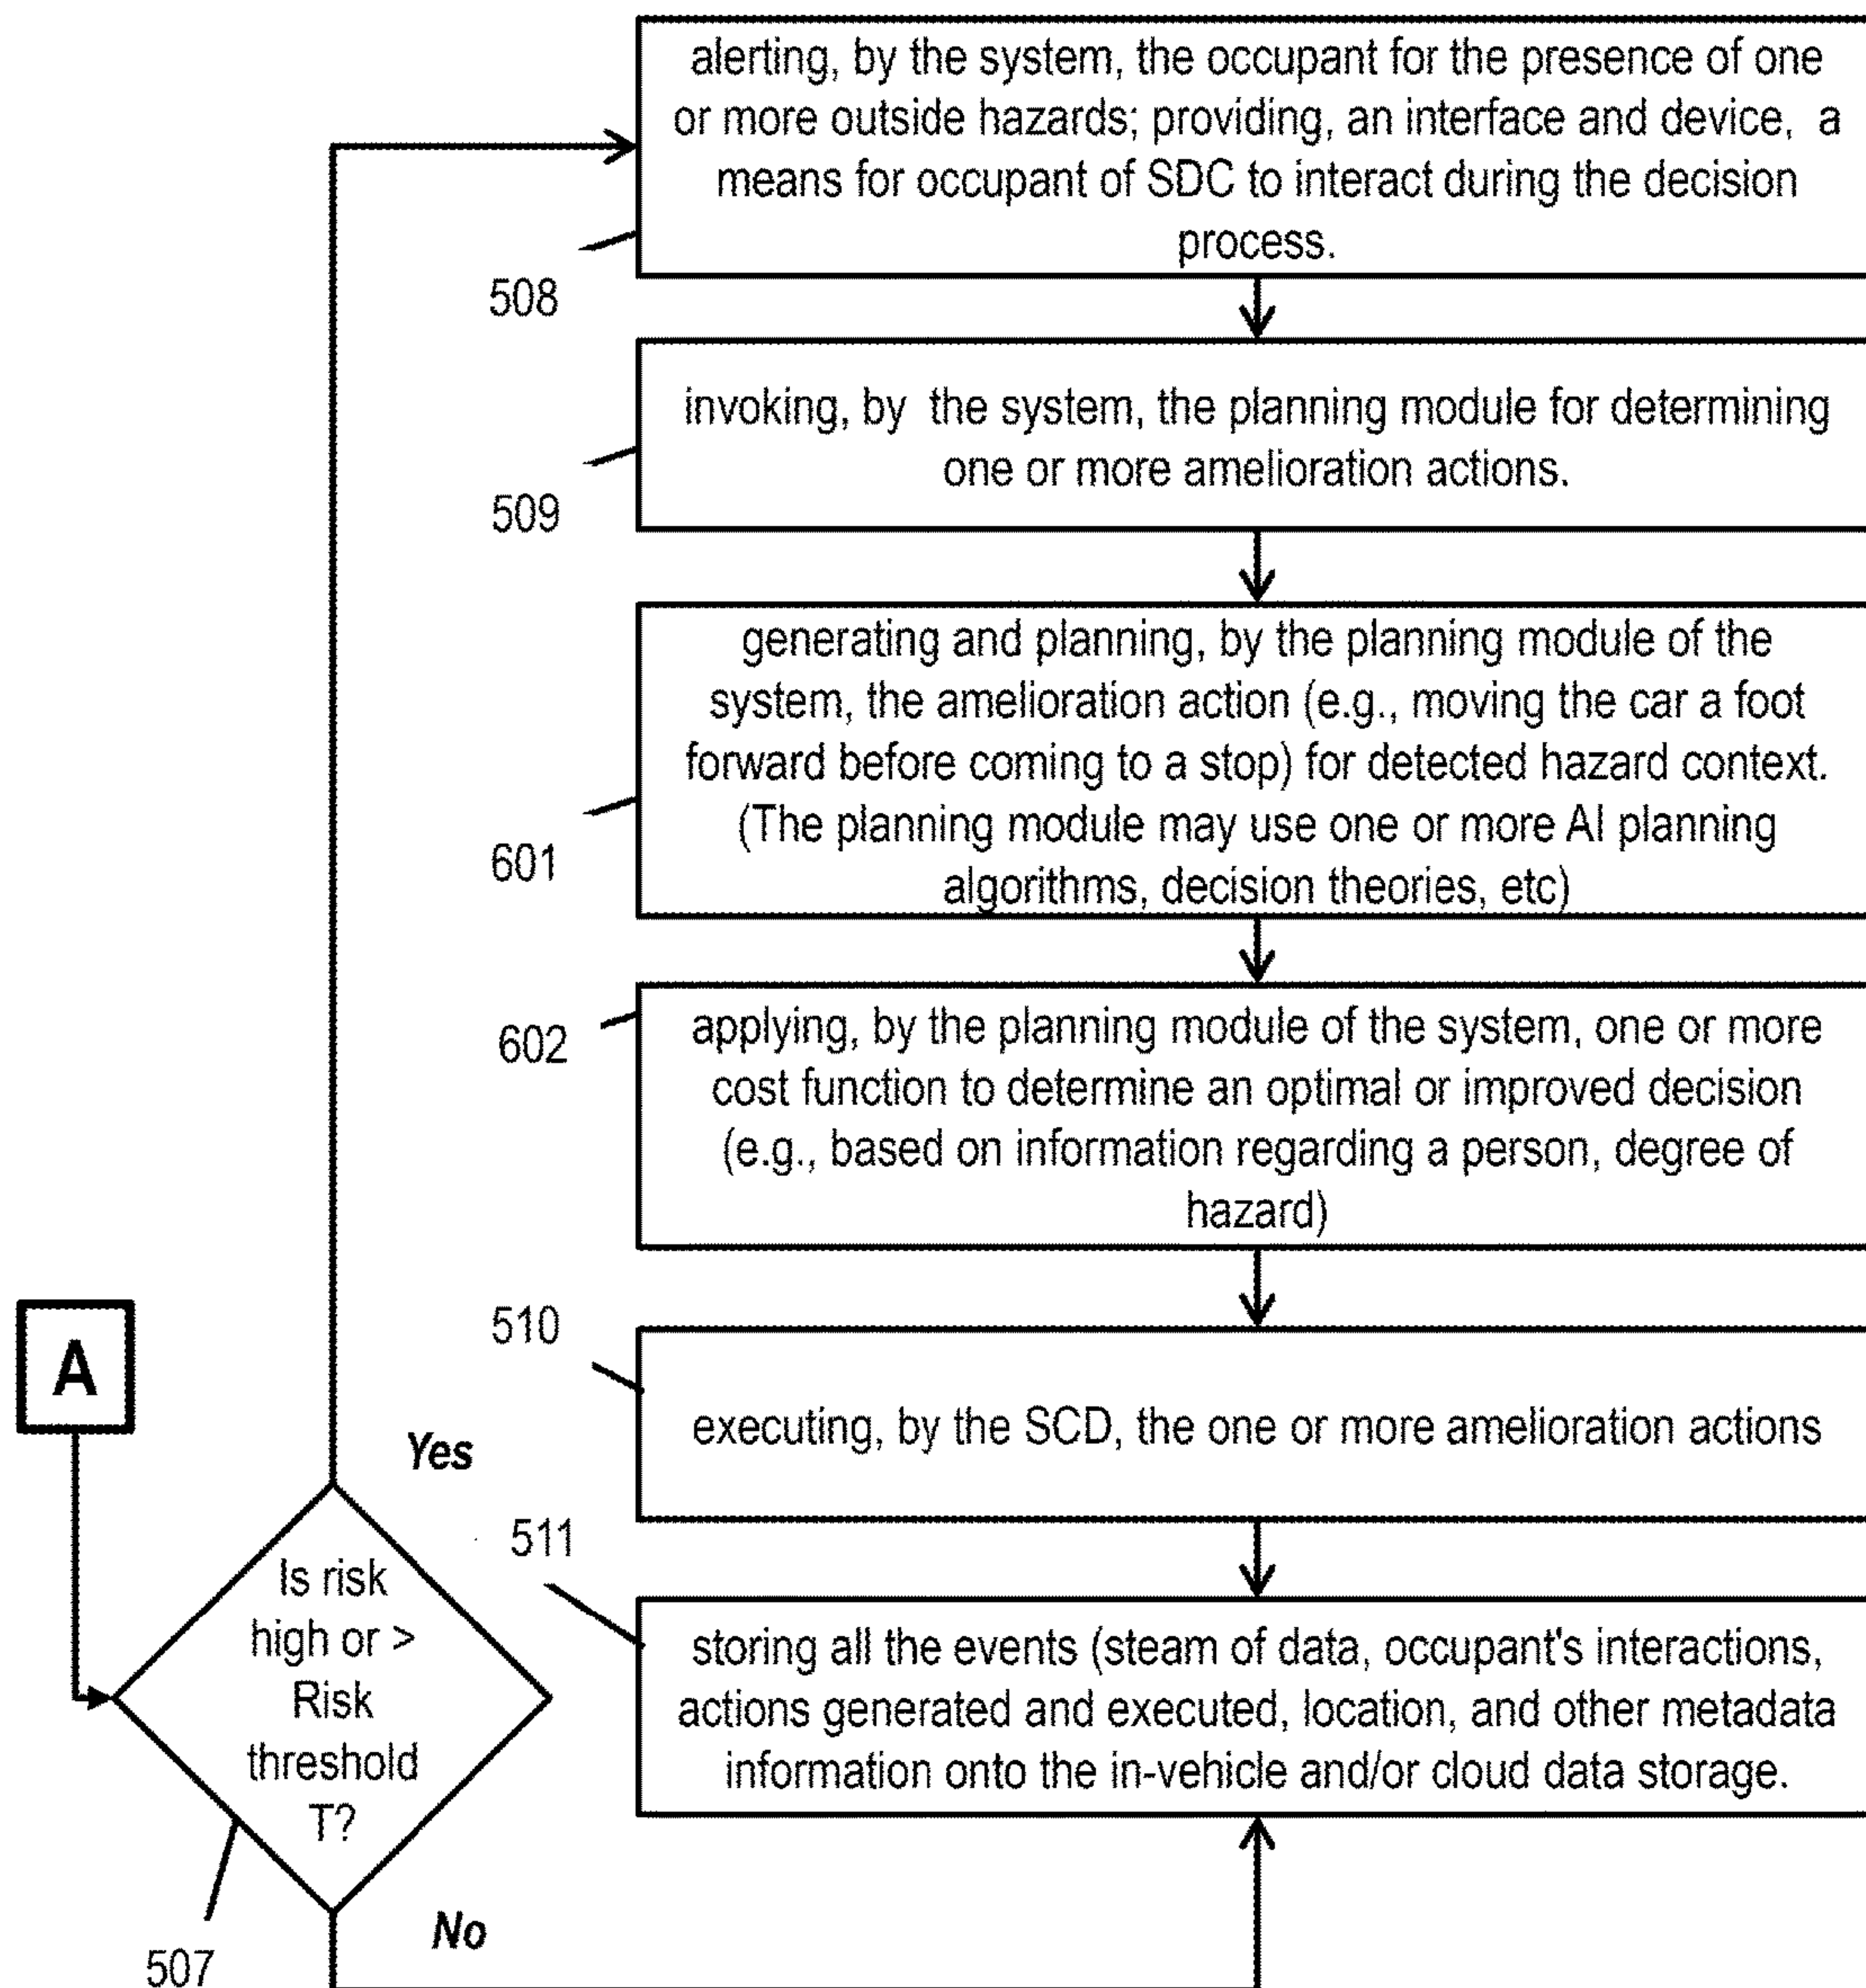 alerting, by the system, the occupant for the presence of one
or more outside hazards; providing, an interface and device, a
means for occupant of SDC to interact during the decision
process.
508
invoking, by the system, the planning module for determining
one or more amelioration actions.
509
generating and planning, by the planning module of the
system, the amelioration action (e.g., moving the car a foot
forward before coming to a stop) for detected hazard context.
(The planning module may use one or more AI planning
algorithms, decision theories, etc)
601
applying, by the planning module of the system, one or more
cost function to determine an optimal or improved decision
(e.g., based on information regarding a person, degree of
hazard)
602
510
executing, by the SCD, the one or more amelioration actions
A
Yes
511
storing all the events (steam of data, occupant's interactions,
actions generated and executed, location, and other metadata
information onto the in-vehicle and/or cloud data storage.
Is risk
high or >
Risk
threshold
T?
No
507